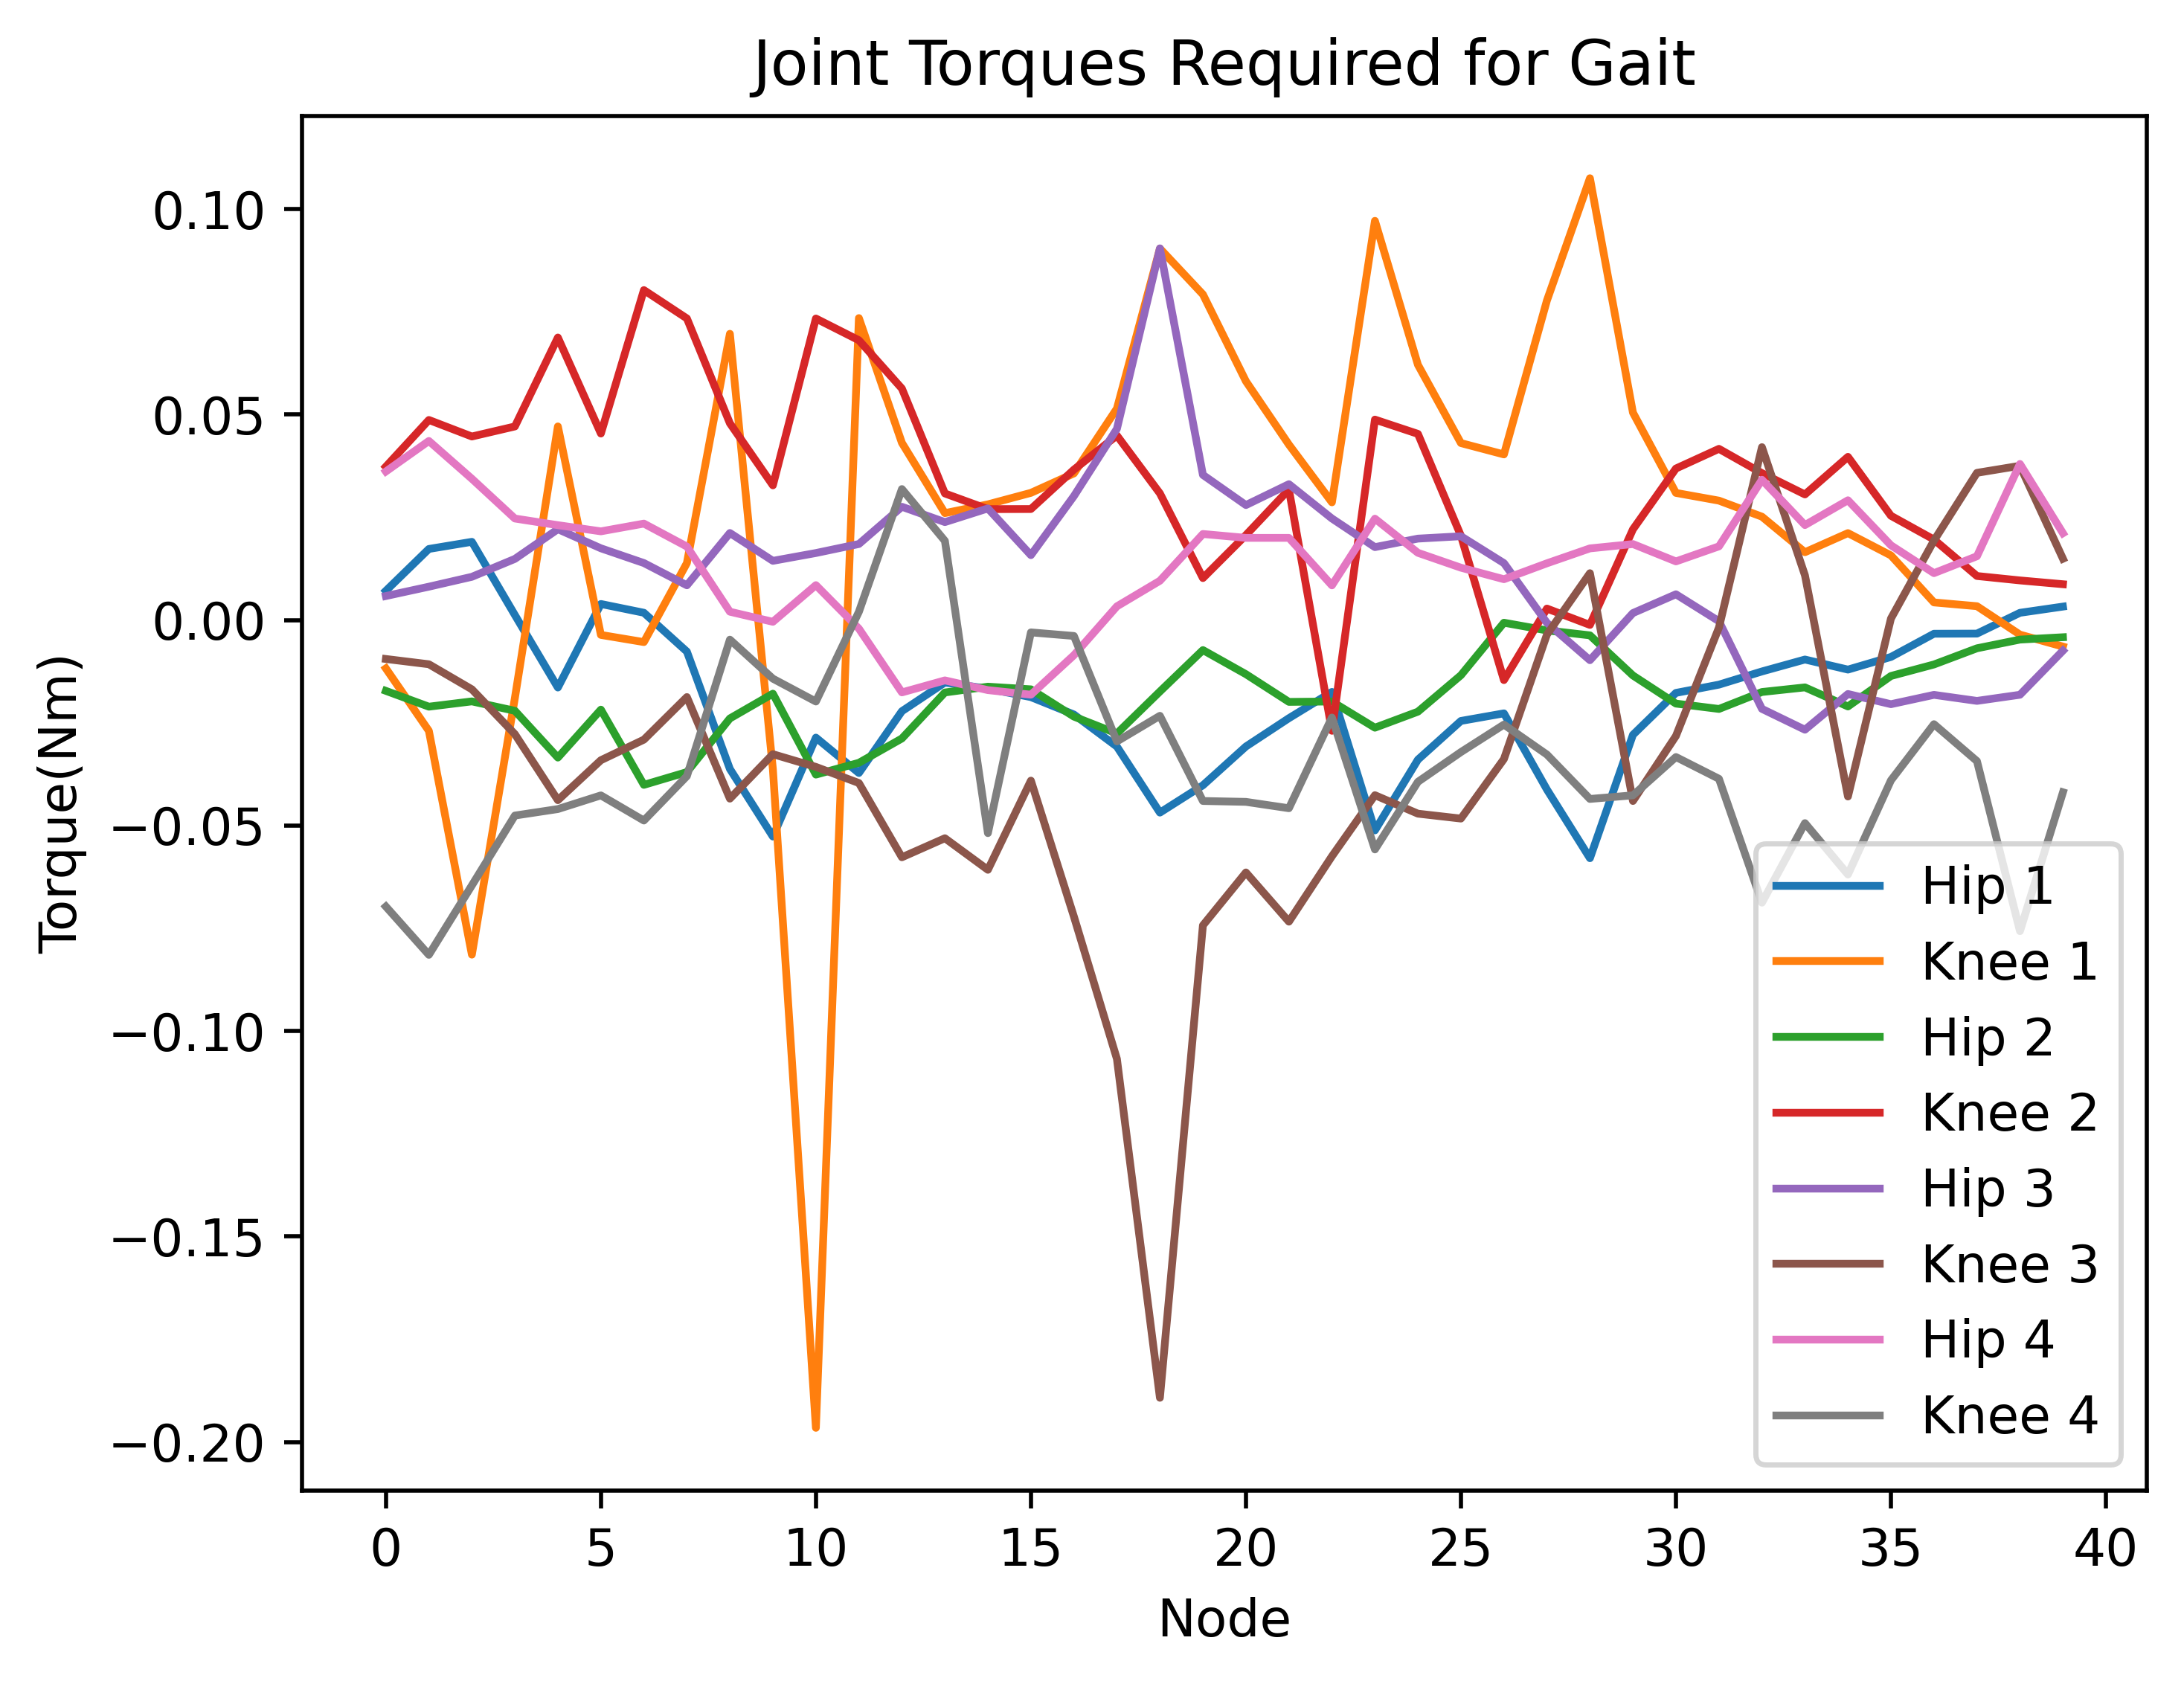 Joint Torques Required for Gait
0.10
0.05
0.00
−0.05
−0.10
−0.15
−0.20
Torque(Nm)
Hip 1
Knee 1
Hip 2
Knee 2
Hip 3
Knee 3
Hip 4
Knee 4
0 5 10 15 20 25 30 35 40
Node